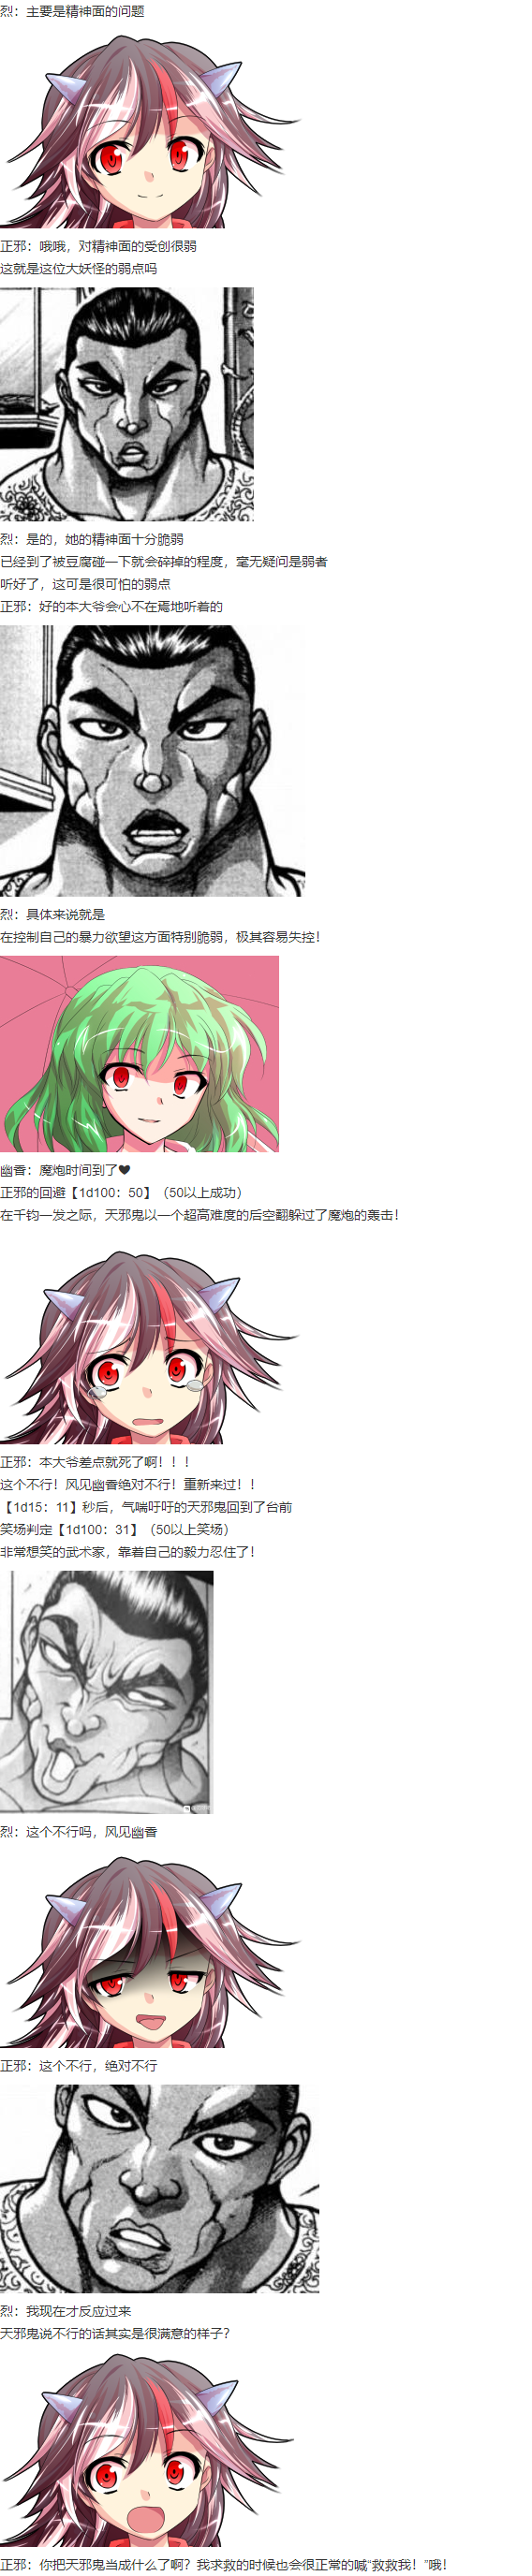 烈：主要是精神面的问题
正邪：哦哦，对精神面的受创很弱
这就是这位大妖怪的弱点吗
烈：是的，她的精神面十分脆弱
已经到了被豆腐碰一下就会碎掉的程度，毫无疑问是弱者
听好了，这可是很可怕的弱点
正邪：好的本大爷会心不在焉地听着的
烈：具体来说就是
在控制自己的暴力欲望这方面特别脆弱，极其容易失控！
幽香：魔炮时间到了♥
正邪的回避【1d100：50】（50以上成功）
在千钧一发之际，天邪鬼以一个超高难度的后空翻躲过了魔炮的轰击！
正邪：本大爷差点就死了啊！！！
这个不行！风见幽香绝对不行！重新来过！！
【1d15：11】秒后，气喘吁吁的天邪鬼回到了台前
笑场判定【1d100：31】（50以上笑场）
非常想笑的武术家，靠着自己的毅力忍住了！
烈：这个不行吗，风见幽香
正邪：这个不行，绝对不行
烈：我现在才反应过来
天邪鬼说不行的话其实是很满意的样子？
正邪：你把天邪鬼当成什么了啊？我求救的时候也会很正常的喊“救救我！”哦！